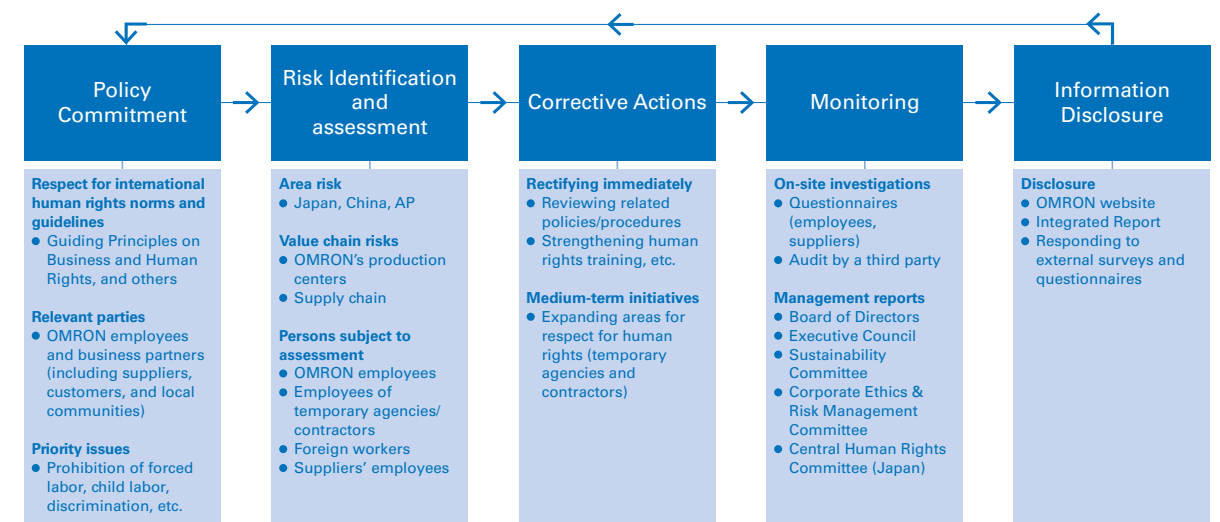 Policy
Commitment
Risk Identification
and
assessment
Corrective Actions
Monitoring
Information
Disclosure
Respect for international
human rights norms and
guidelines
● Guiding Principles on
Business and Human
Rights, and others
Relevant parties
● OMRON employees
and business partners
(including suppliers,
customers, and local
communities)
Priority issues
● Prohibition of forced
labor, child labor,
discrimination, etc.
Area risk
● Japan, China, AP
Value chain risks
● OMRON’s production
centers
● Supply chain
Persons subject to
assessment
● OMRON employees
● Employees of
temporary agencies/
contractors
● Foreign workers
● Suppliers’ employees
Rectifying immediately
● Reviewing related
policies/procedures
● Strengthening human
rights training, etc.
Medium-term initiatives
● Expanding areas for
respect for human
rights (temporary
agencies and
contractors)
On-site investigations
● Questionnaires
(employees,
suppliers)
● Audit by a third party
Management reports
● Board of Directors
● Executive Council
● Sustainability
Committee
● Corporate Ethics &
Risk Management
Committee
● Central Human Rights
Committee (Japan)
Disclosure
● OMRON website
● Integrated Report
● Responding to
external surveys and
questionnaires